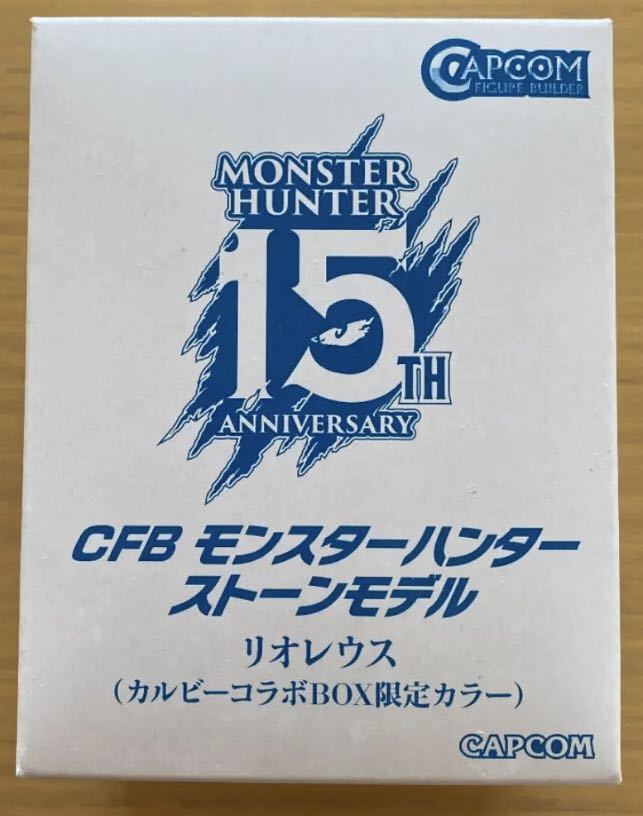 CAPCOM
FIGURE BUILDER
MONSTER
HUNTER
15TH
ANNIVERSARY
CFB モンスターハンター
ストーンモデル
リオレウス
（カルビーコラボBOX限定カラー）
CAPCOM